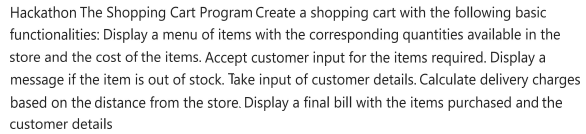 Hackathon The Shopping Cart Program Create a shopping cart with the following basic
functionalities: Display a menu of items with the corresponding quantities available in the
store and the cost of the items. Accept customer input for the items required. Display a
message if the item is out of stock. Take input of customer details. Calculate delivery charges
based on the distance from the store. Display a final bill with the items purchased and the
customer details